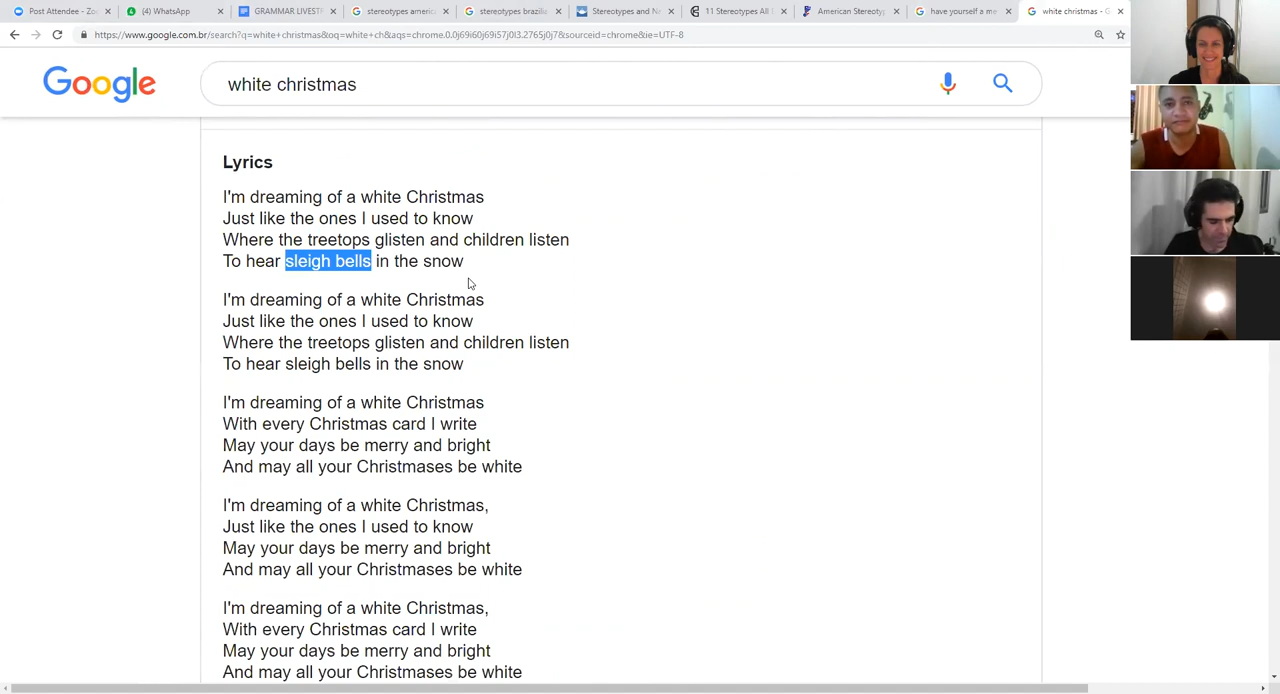 Post Attendee - Zo
(4) WhatsApp
GRAMMAR LIVESTR
stereotypes americ
stereotypes brazilia
Stereotypes and Ne
11 Stereotypes All
American Stereoty
have yourself a me
white christmas - G
https://www.google.com.br/search?q=white+christmas&oq=white+ch&aqs=chrome.0.0j69i60j69i57j0l3.2765j0j7&sourceid=chrome&ie=UTF-8
Google
white christmas
Lyrics
I'm dreaming of a white Christmas
Just like the ones I used to know
Where the treetops glisten and children listen
To hear sleigh bells in the snow
I'm dreaming of a white Christmas
Just like the ones I used to know
Where the treetops glisten and children listen
To hear sleigh bells in the snow
I'm dreaming of a white Christmas
With every Christmas card I write
May your days be merry and bright
And may all your Christmases be white
I'm dreaming of a white Christmas,
Just like the ones I used to know
May your days be merry and bright
And may all your Christmases be white
I'm dreaming of a white Christmas,
With every Christmas card I write
May your days be merry and bright
And may all your Christmases be white